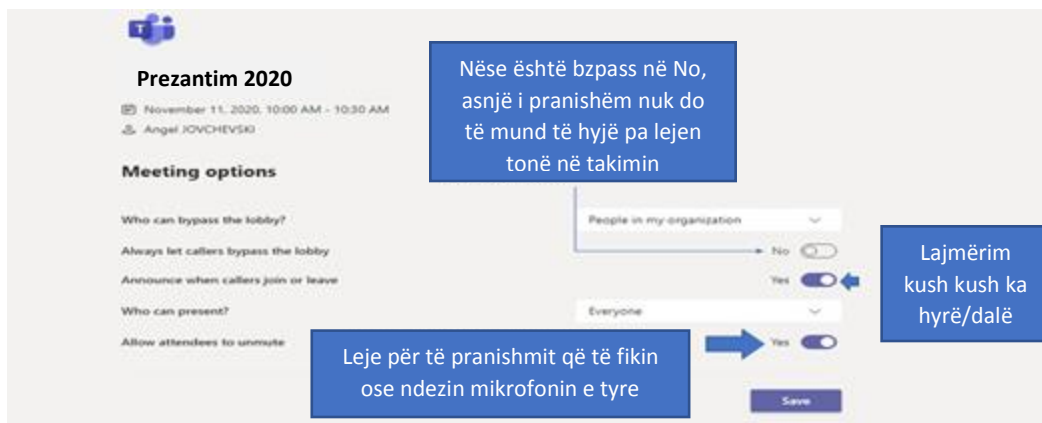 Prezantim 2020
November 11, 2020, 10:00 AM - 10:30 AM
Angel JOVCHEVSKI
Nëse është bzpass në No,
asnjë i pranishëm nuk do
të mund të hyjë pa lejen
tonë në takimin
Meeting options
Who can bypass the lobby?
People in my organization
Always let callers bypass the lobby
No
Announce when callers join or leave
Yes
Lajmërim
kush kush ka
hyrë/dalë
Who can present?
Everyone
Allow attendees to unmute
Yes
Leje për të pranishmit që të fikin
ose ndezin mikrofonin e tyre
Save